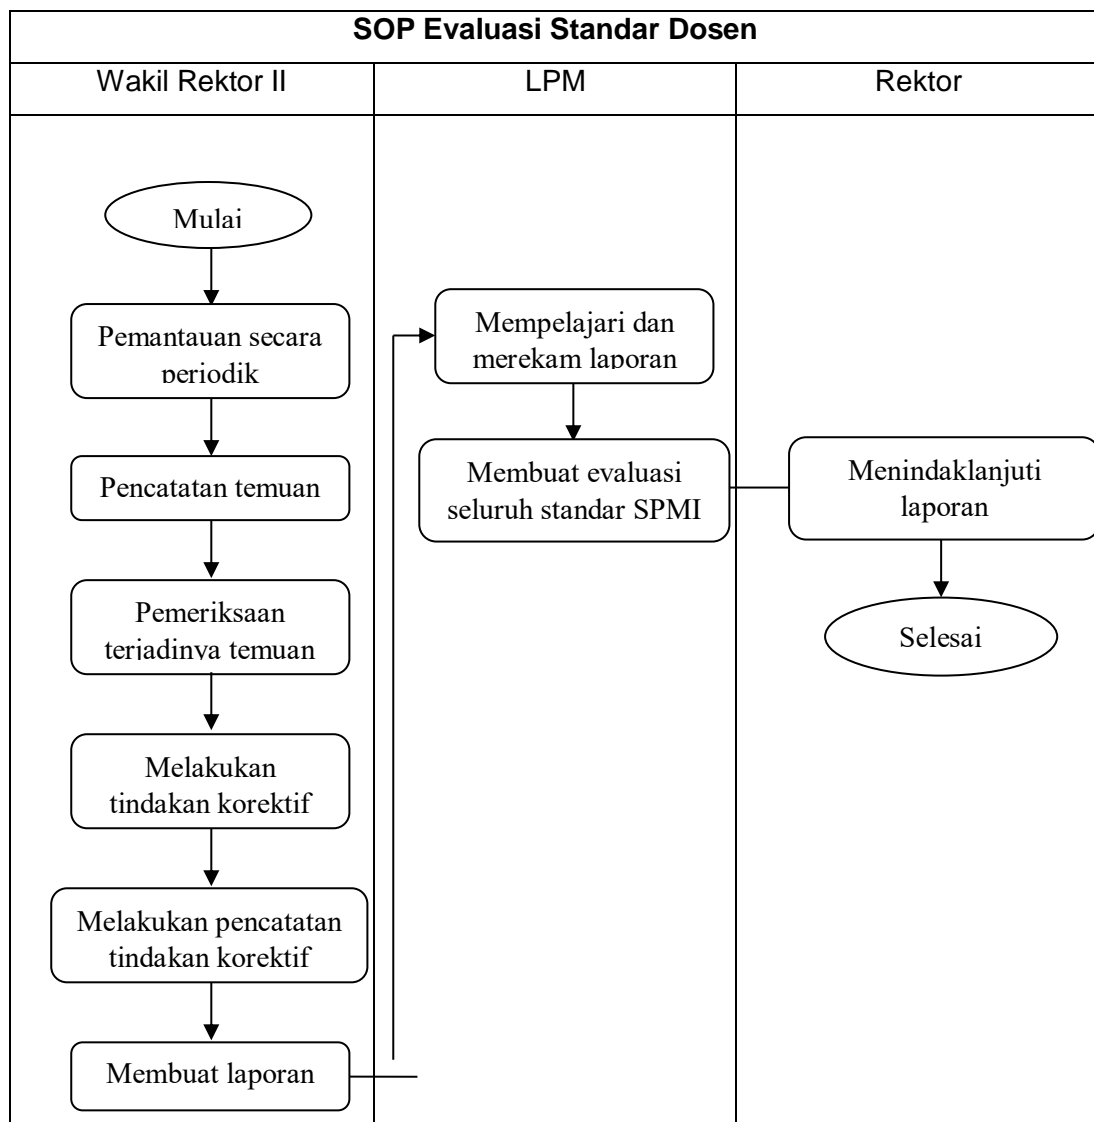 SOP Evaluasi Standar Dosen
Wakil Rektor II
LPM
Rektor
Mulai
Pemantauan secara
periodik
Pencatatan temuan
Pemeriksaan
terjadinya temuan
Melakukan
tindakan korektif
Melakukan pencatatan
tindakan korektif
Membuat laporan
Mempelajari dan
merekam laporan
Membuat evaluasi
seluruh standar SPMI
Menindaklanjuti
laporan
Selesai